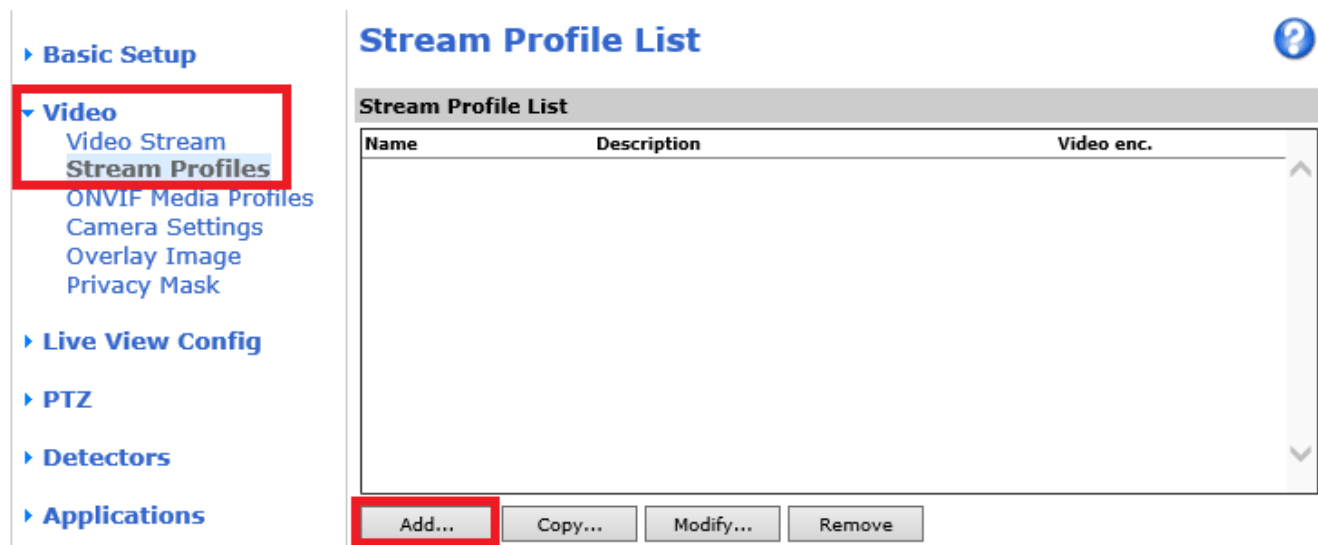 Basic Setup
Video
Video Stream
Stream Profiles
ONVIF Media Profiles
Camera Settings
Overlay Image
Privacy Mask
Live View Config
PTZ
Detectors
Applications
Stream Profile List
?
Stream Profile List
Name Description Video enc.
Add... Copy... Modify... Remove